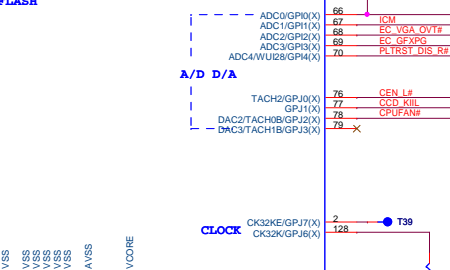 FLASH
ADC0/GPI0(X) 66
ADC1/GPI1(X) 67 ICM
ADC2/GPI2(X) 68 EC_VGA_OVT#
ADC3/GPI3(X) 69 EC_GFXPG
ADC4/WUI28/GPI4(X) 70 PLTRST_DIS_R#
A/D D/A
TACH2/GPJ0(X) 76 CEN_L#
GPJ1(X) 77 CCD_KIIL
DAC2/TACH0B/GPJ2(X) 78 CPUFAN#
DAC3/TACH1B/GPJ3(X) 79
CK32KE/GPJ7(X) 2 T39
CLOCK
CK32K/GPJ6(X) 128
VSS
VSS
VSS
VSS
VSS
VSS
AVSS
VCORE